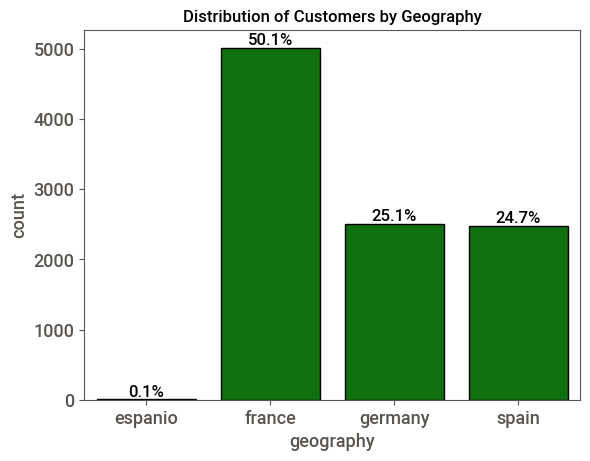 Distribution of Customers by Geography
50.1%
25.1%
24.7%
0.1%
5000
4000
3000
2000
1000
0
count
espanio
france
germany
spain
geography